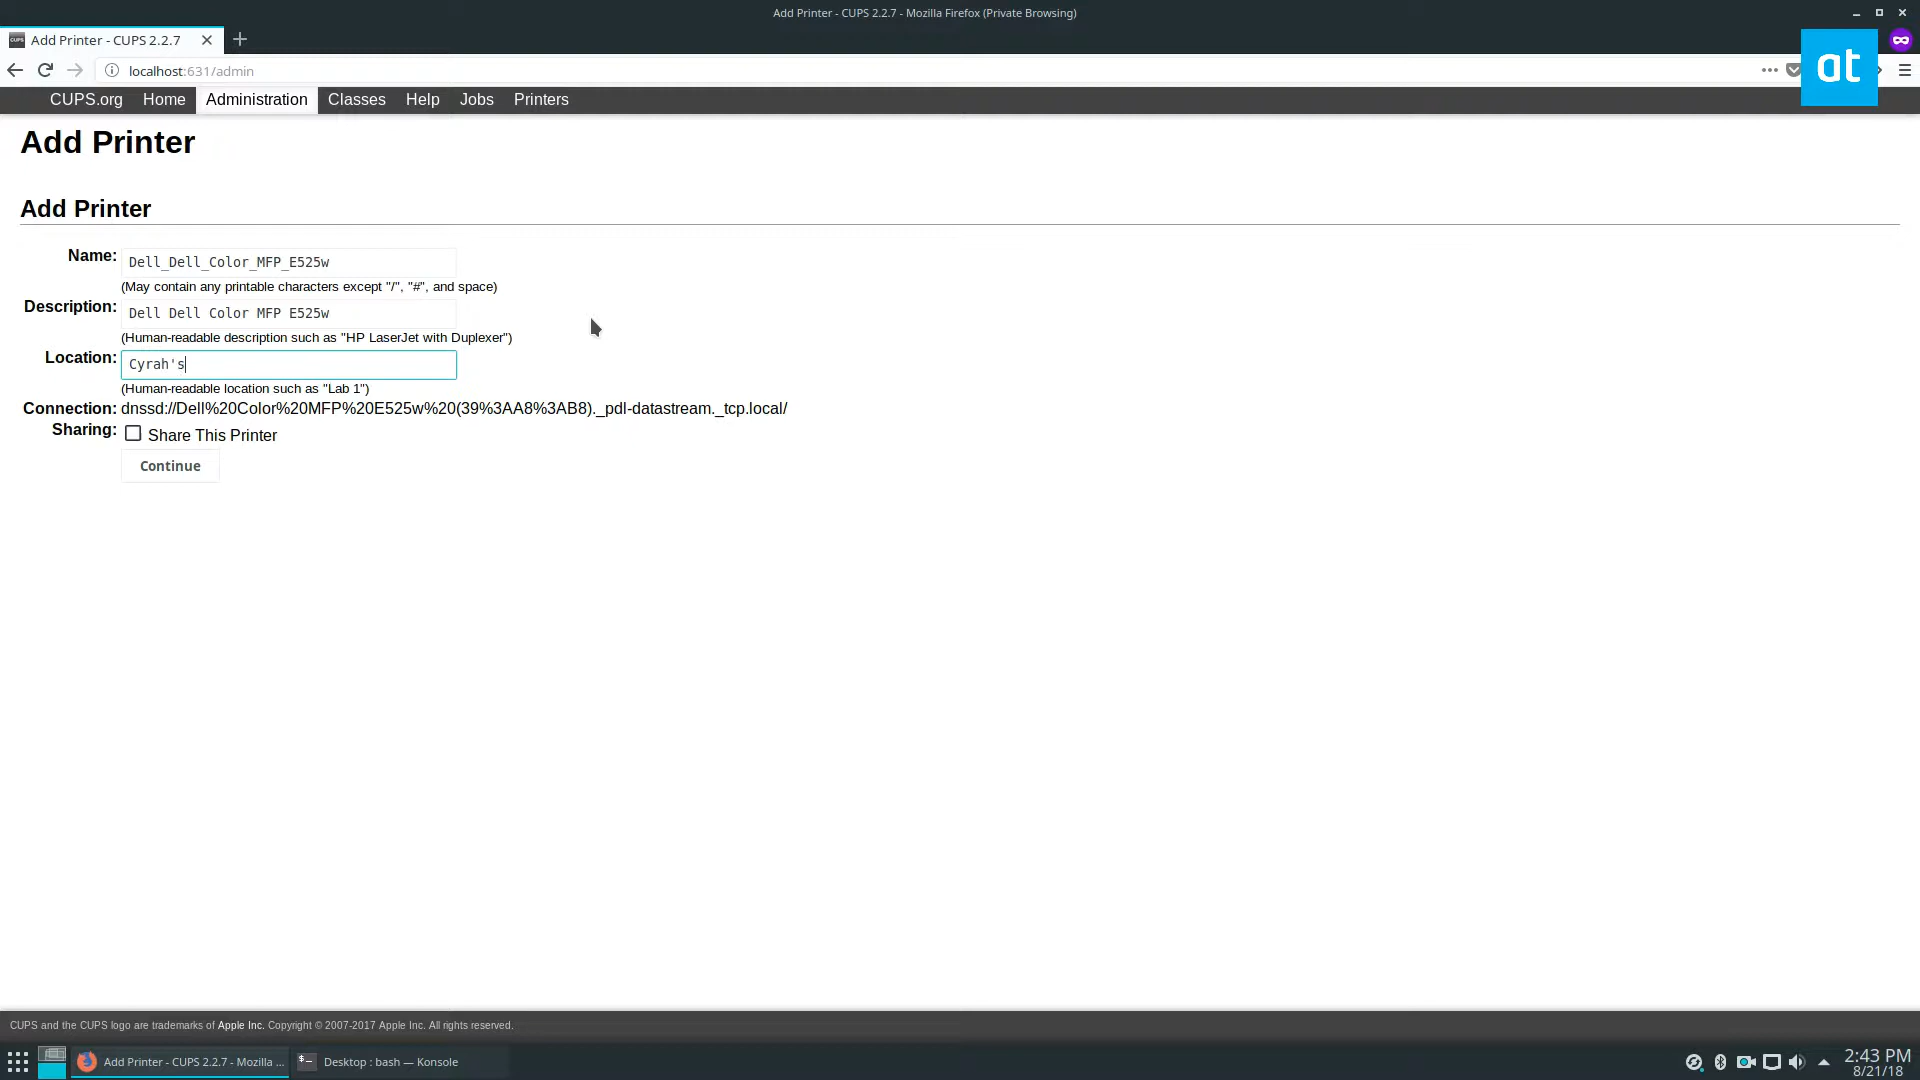 Add Printer - CUPS 2.2.7 - Mozilla Firefox (Private Browsing)
CUPS Add Printer - CUPS 2.2.7
at
localhost:631/admin
CUPS.org Home Administration Classes Help Jobs Printers
Add Printer
Add Printer
Name: Dell_Dell_Color_MFP_E525w
(May contain any printable characters except "/", "#", and space)
Description: Dell Dell Color MFP E525w
(Human-readable description such as "HP LaserJet with Duplexer")
Location: Cyrah's
(Human-readable location such as "Lab 1")
Connection: dnssd://Dell%20Color%20MFP%20E525w%20(39%3AA8%3AB8)._pdl-datastream._tcp.local/
Sharing: Share This Printer
Continue
CUPS and the CUPS logo are trademarks of Apple Inc. Copyright © 2007-2017 Apple Inc. All rights reserved.
Add Printer - CUPS 2.2.7 - Mozilla ... Desktop : bash — Konsole 2:43 PM
8/21/18